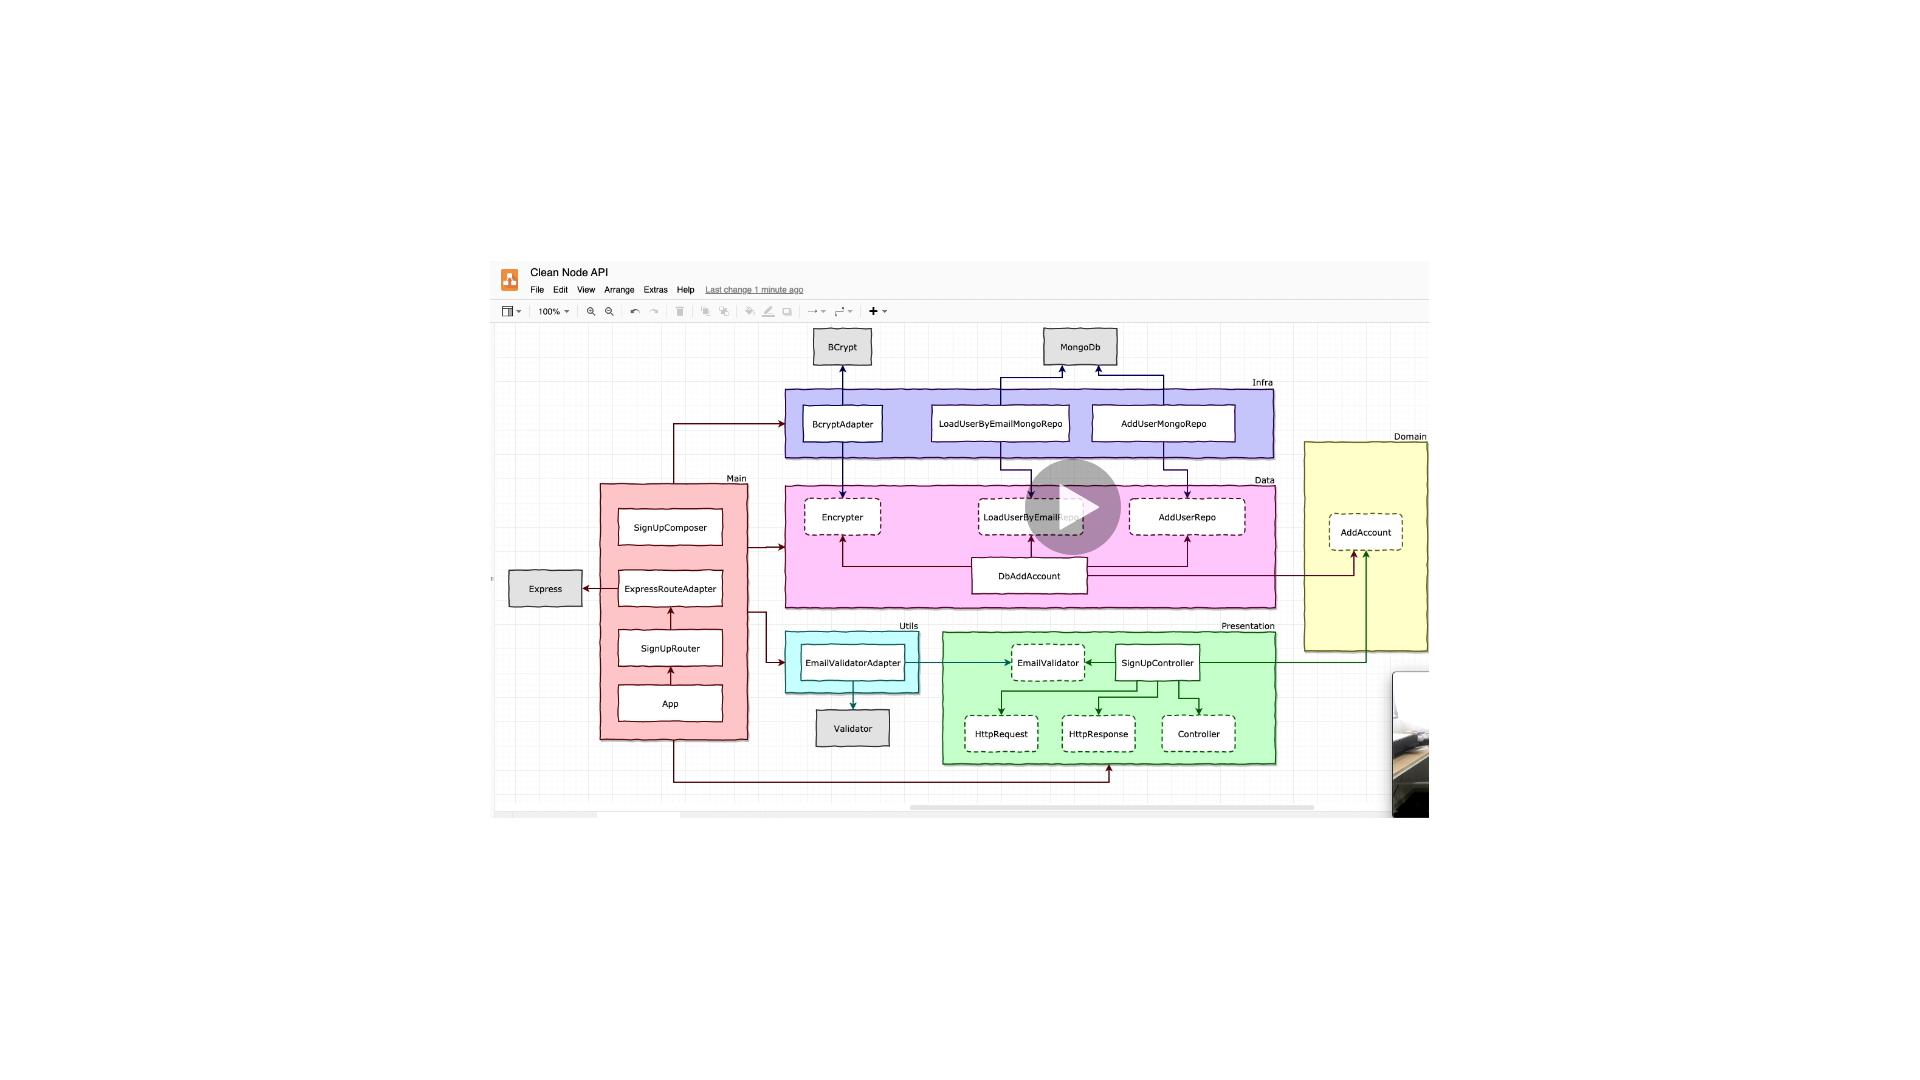 Clean Node API
File Edit View Arrange Extras Help Last change 1 minute ago
100%
BCrypt
MongoDb
Infra
BcryptAdapter
LoadUserByEmailMongoRepo
AddUserMongoRepo
Domain
Main
Data
SignUpComposer
Encrypter
LoadUserByEmailRepo
AddUserRepo
AddAccount
Express
ExpressRouteAdapter
DbAddAccount
Utils
Presentation
SignUpRouter
EmailValidatorAdapter
EmailValidator
SignUpController
App
Validator
HttpRequest
HttpResponse
Controller